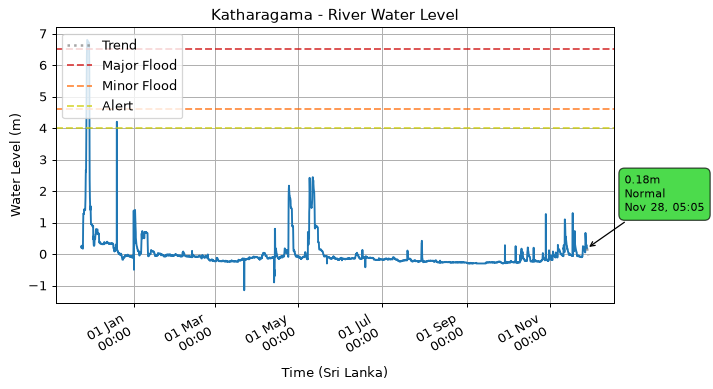 Katharagama - River Water Level
Trend
Major Flood
Minor Flood
Alert
7
6
5
4
3
2
1
0
−1
Water Level (m)
0.18m
Normal
Nov 28, 05:05
01 Jan
00:00
01 Mar
00:00
01 May
00:00
01 Jul
00:00
01 Sep
00:00
01 Nov
00:00
Time (Sri Lanka)